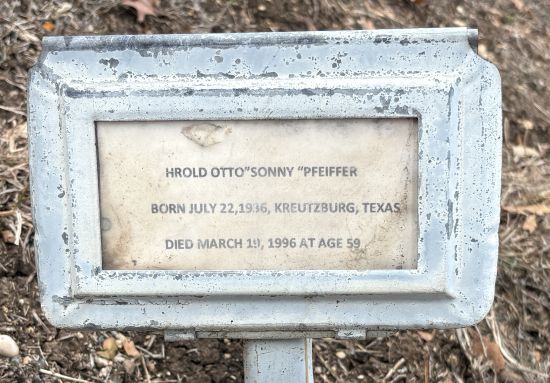 HROLD OTTO"SONNY "PFEIFFER
BORN JULY 22,1936, KREUTZBURG, TEXAS
DIED MARCH 19, 1996 AT AGE 59